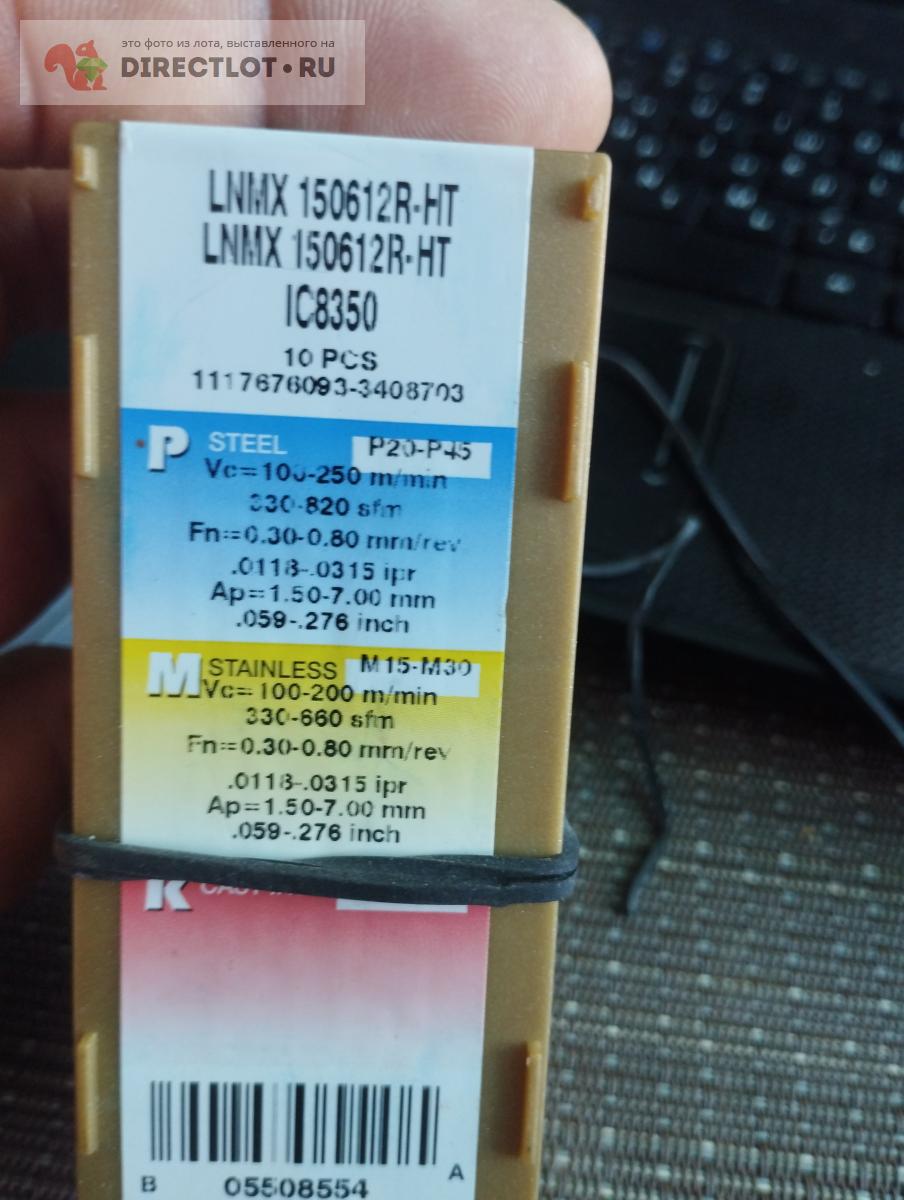 это фото из лота, выставленного на
DIRECTLOT•RU
LNMX 150612R-HT
LNMX 150612R-HT
IC8350
10 PCS
1117676093-3408703
P STEEL P20-P45
Vc=100-250 m/min
330-820 sfm
Fn=0.30-0.80 mm/rev
.0118-.0315 ipr
Ap=1.50-7.00 mm
.059-.276 inch
M STAINLESS M15-M30
Vc=100-200 m/min
330-660 sfm
Fn=0.30-0.80 mm/rev
.0118-.0315 ipr
Ap=1.50-7.00 mm
.059-.276 inch
K CAST
B 05508554 A